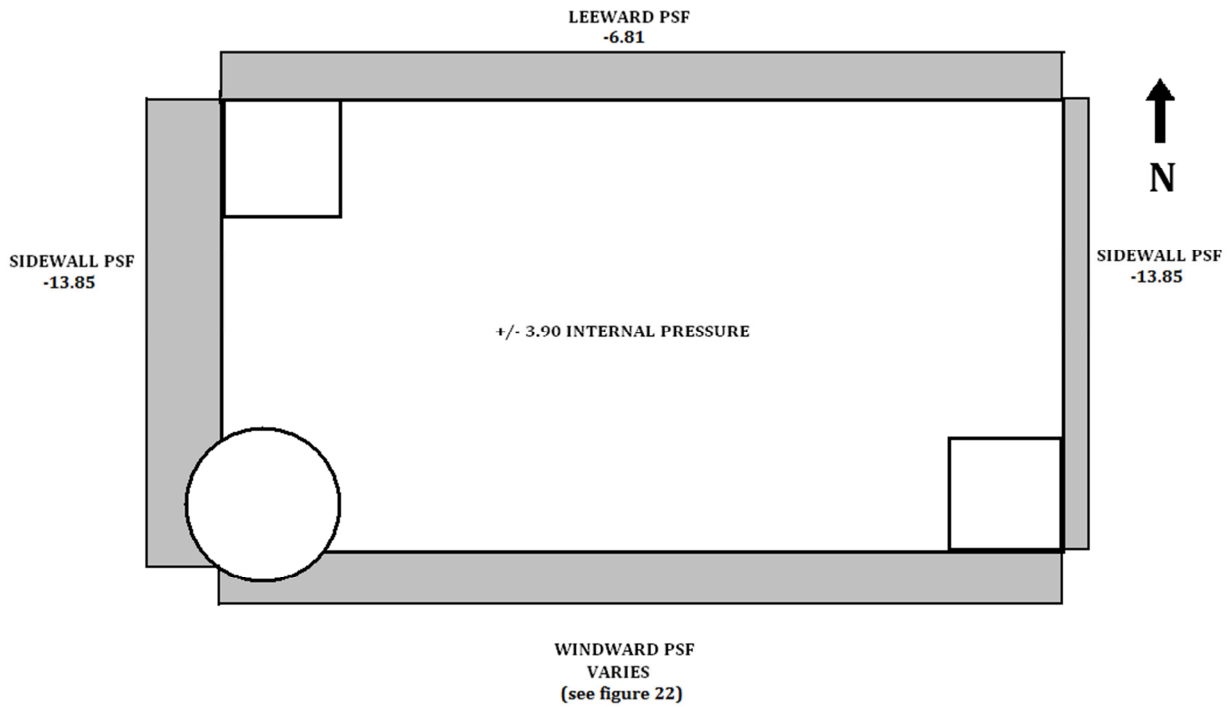 LEEWARD PSF
-6.81
N
SIDEWALL PSF
-13.85
SIDEWALL PSF
-13.85
+/- 3.90 INTERNAL PRESSURE
WINDWARD PSF
VARIES
(see figure 22)